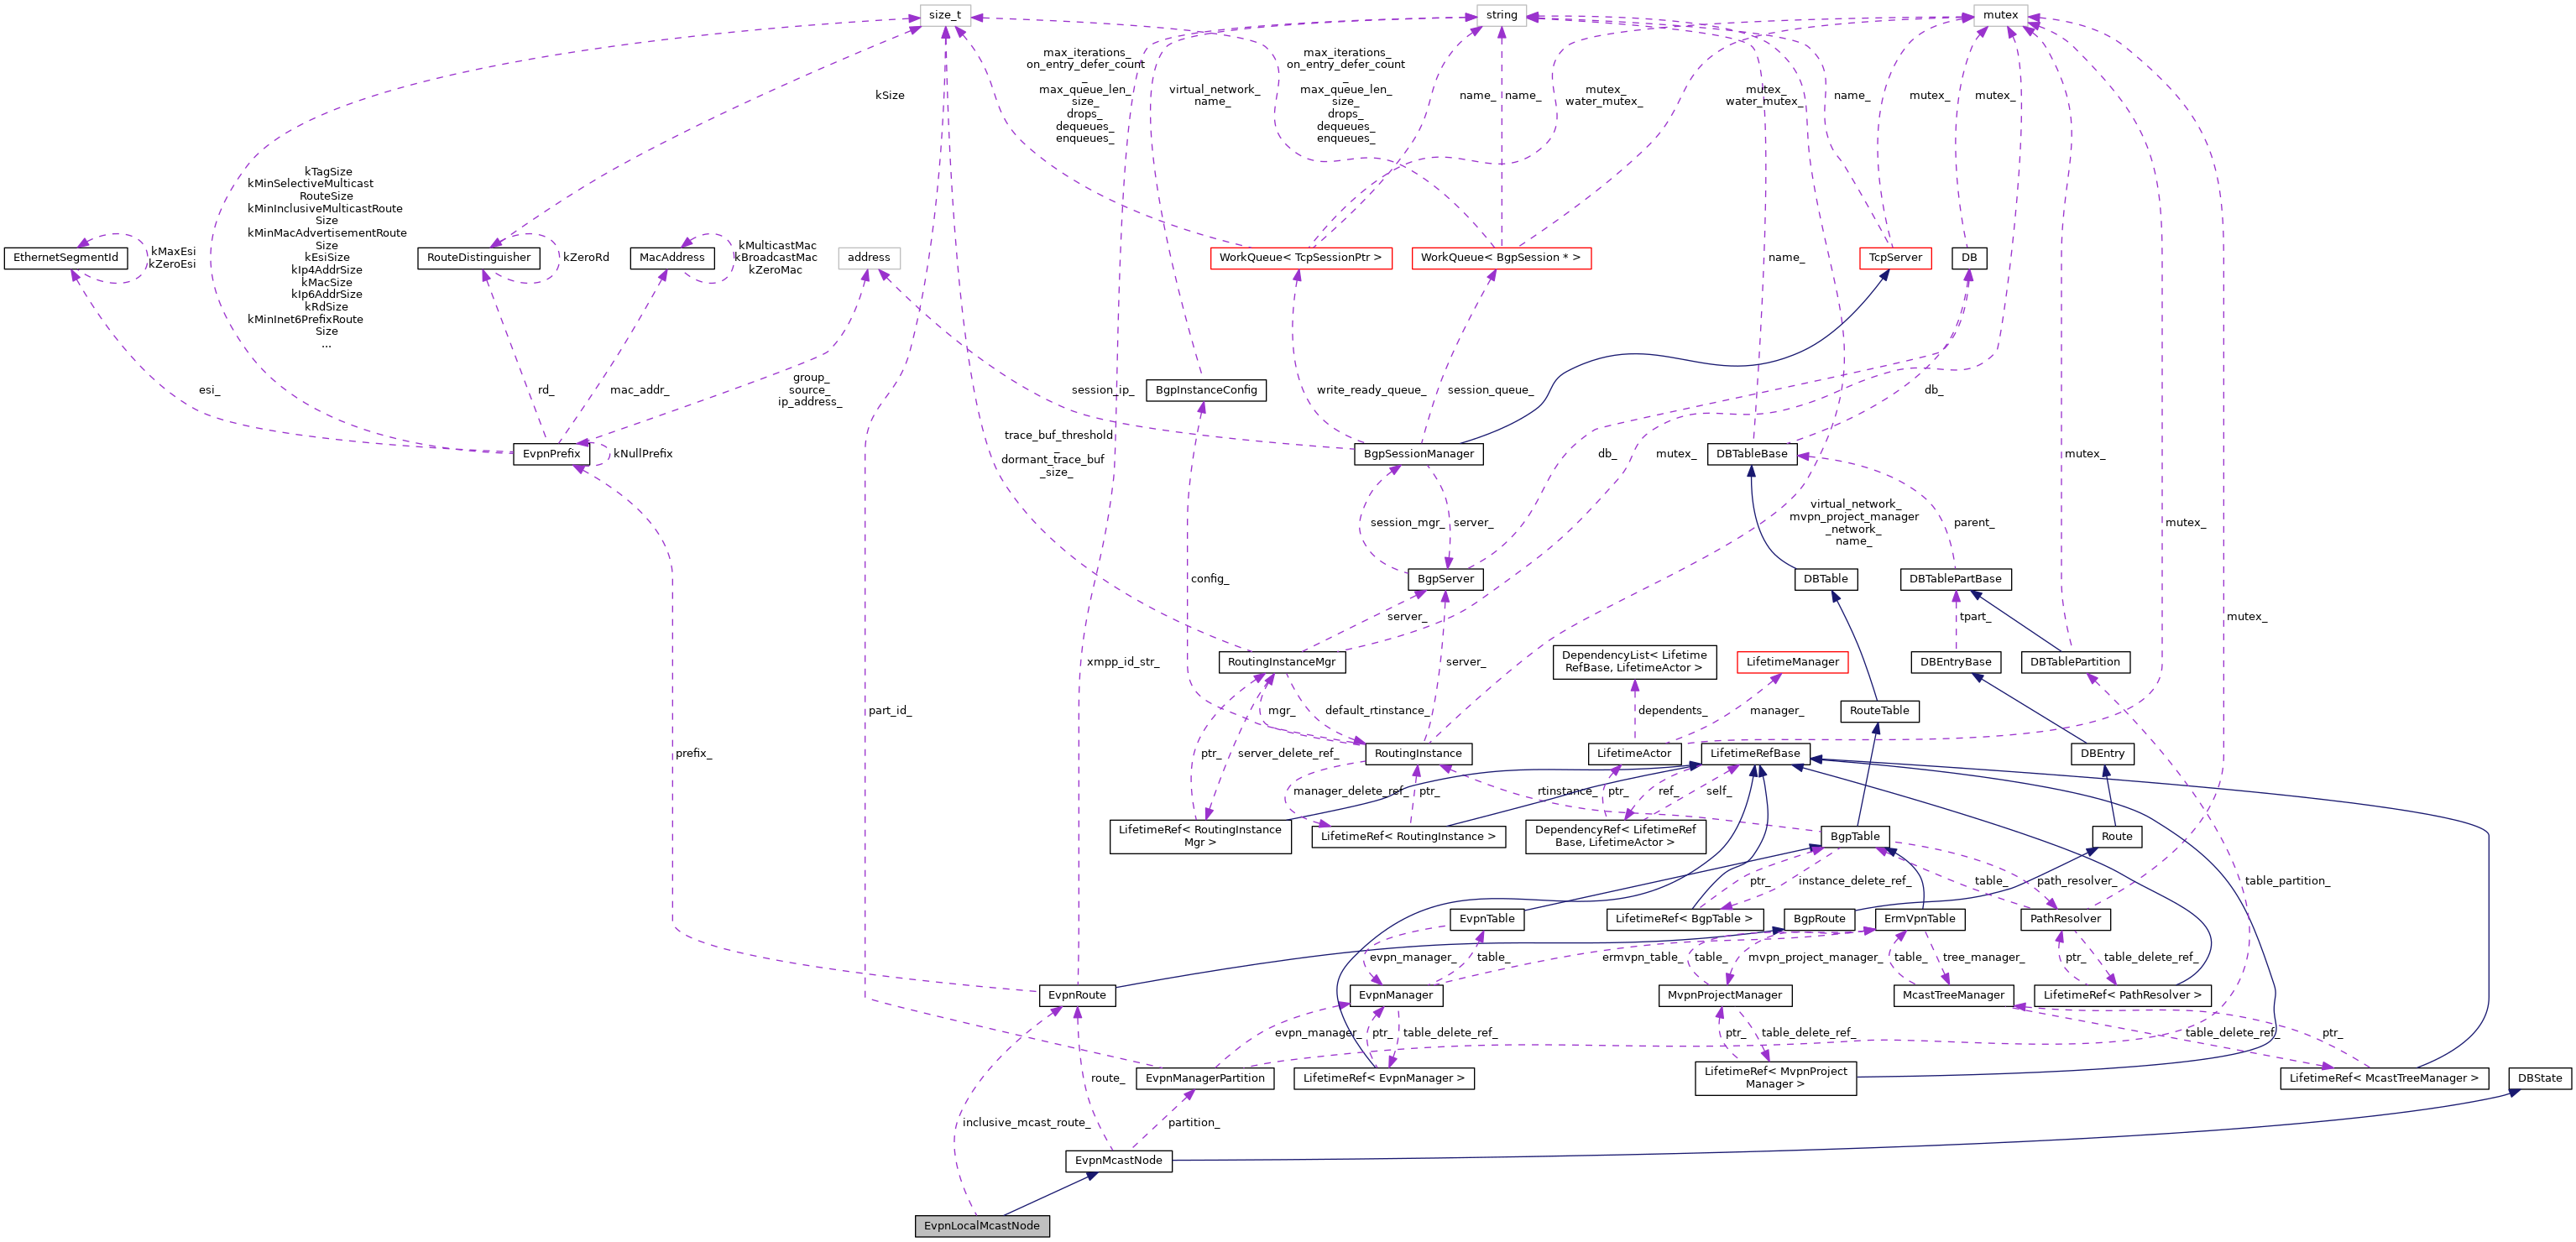 size_t
string
mutex
max_iterations_
on_entry_defer_count
_
max_queue_len_
size_
drops_
dequeues_
enqueues_
max_iterations_
on_entry_defer_count
_
max_queue_len_
size_
drops_
dequeues_
enqueues_
kSize
virtual_network_
name_
name_
name_
mutex_
water_mutex_
mutex_
water_mutex_
name_
mutex_
mutex_
kTagSize
kMinSelectiveMulticast
RouteSize
kMinInclusiveMulticastRoute
Size
kMinMacAdvertisementRoute
Size
kEsiSize
kIp4AddrSize
kMacSize
kIp6AddrSize
kRdSize
kMinInet6PrefixRoute
Size
...
EthernetSegmentId
kMaxEsi
kZeroEsi
RouteDistinguisher
kZeroRd
MacAddress
kMulticastMac
kBroadcastMac
kZeroMac
address
WorkQueue< TcpSessionPtr >
WorkQueue< BgpSession * >
name_
TcpServer
DB
esi_
rd_
mac_addr_
group_
source_
ip_address_
session_ip_
BgpInstanceConfig
write_ready_queue_
session_queue_
db_
EvpnPrefix
kNullPrefix
trace_buf_threshold
_
dormant_trace_buf
_size_
BgpSessionManager
db_
mutex_
DBTableBase
mutex_
session_mgr_
server_
virtual_network_
mvpn_project_manager
_network_
name_
parent_
mutex_
config_
BgpServer
DBTable
DBTablePartBase
server_
tpart_
mutex_
xmpp_id_str_
RoutingInstanceMgr
server_
DependencyList< Lifetime
RefBase, LifetimeActor >
LifetimeManager
DBEntryBase
DBTablePartition
part_id_
mgr_
default_rtinstance_
dependents_
manager_
RouteTable
prefix_
ptr_
server_delete_ref_
RoutingInstance
LifetimeActor
LifetimeRefBase
DBEntry
manager_delete_ref_
ptr_
rtinstance_
ptr_
ref_
self_
LifetimeRef< RoutingInstance
Mgr >
LifetimeRef< RoutingInstance >
DependencyRef< LifetimeRef
Base, LifetimeActor >
BgpTable
Route
ptr_
instance_delete_ref_
table_
path_resolver_
table_partition_
EvpnTable
LifetimeRef< BgpTable >
BgpRoute
ErmVpnTable
PathResolver
evpn_manager_
table_
ermvpn_table_
table_
mvpn_project_manager_
table_
tree_manager_
ptr_
table_delete_ref_
EvpnRoute
EvpnManager
MvpnProjectManager
McastTreeManager
LifetimeRef< PathResolver >
evpn_manager_
ptr_
table_delete_ref_
ptr_
table_delete_ref_
table_delete_ref_
ptr_
route_
EvpnManagerPartition
LifetimeRef< EvpnManager >
LifetimeRef< MvpnProject
Manager >
LifetimeRef< McastTreeManager >
DBState
inclusive_mcast_route_
partition_
EvpnMcastNode
EvpnLocalMcastNode